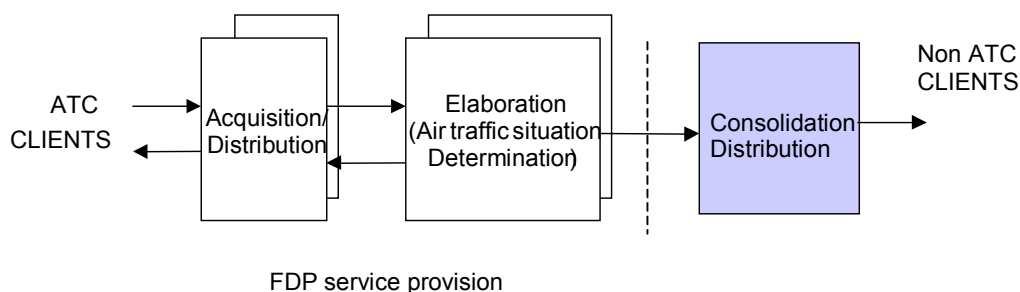 ATC
CLIENTS
Acquisition/
Distribution
Elaboration
(Air traffic situation
Determination)
Consolidation
Distribution
Non ATC
CLIENTS
FDP service provision